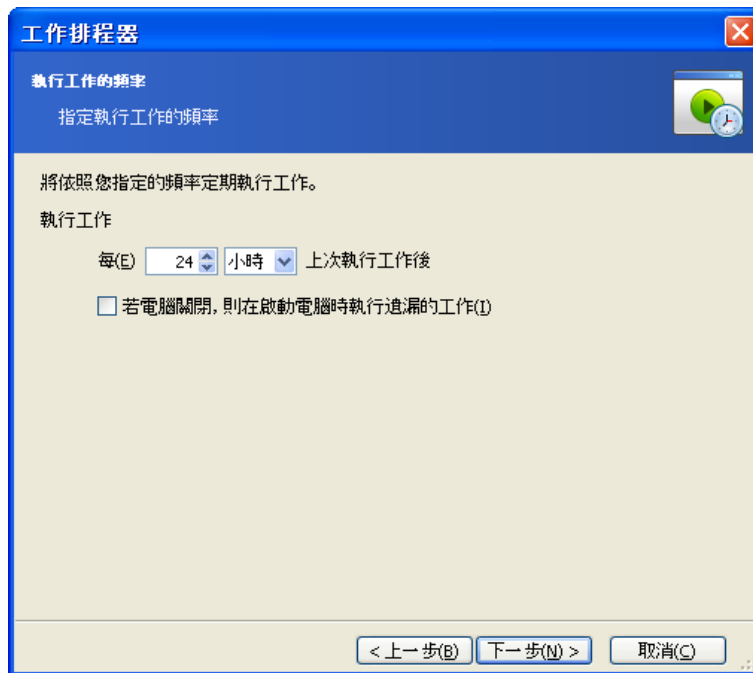 工作排程器
執行工作的頻率
指定執行工作的頻率
將依照您指定的頻率定期執行工作。
執行工作
每(E) 24 小時 上次執行工作後
若電腦關閉，則在啟動電腦時執行遺漏的工作(I)
< 上一步(B) 下一步(N) > 取消(C)